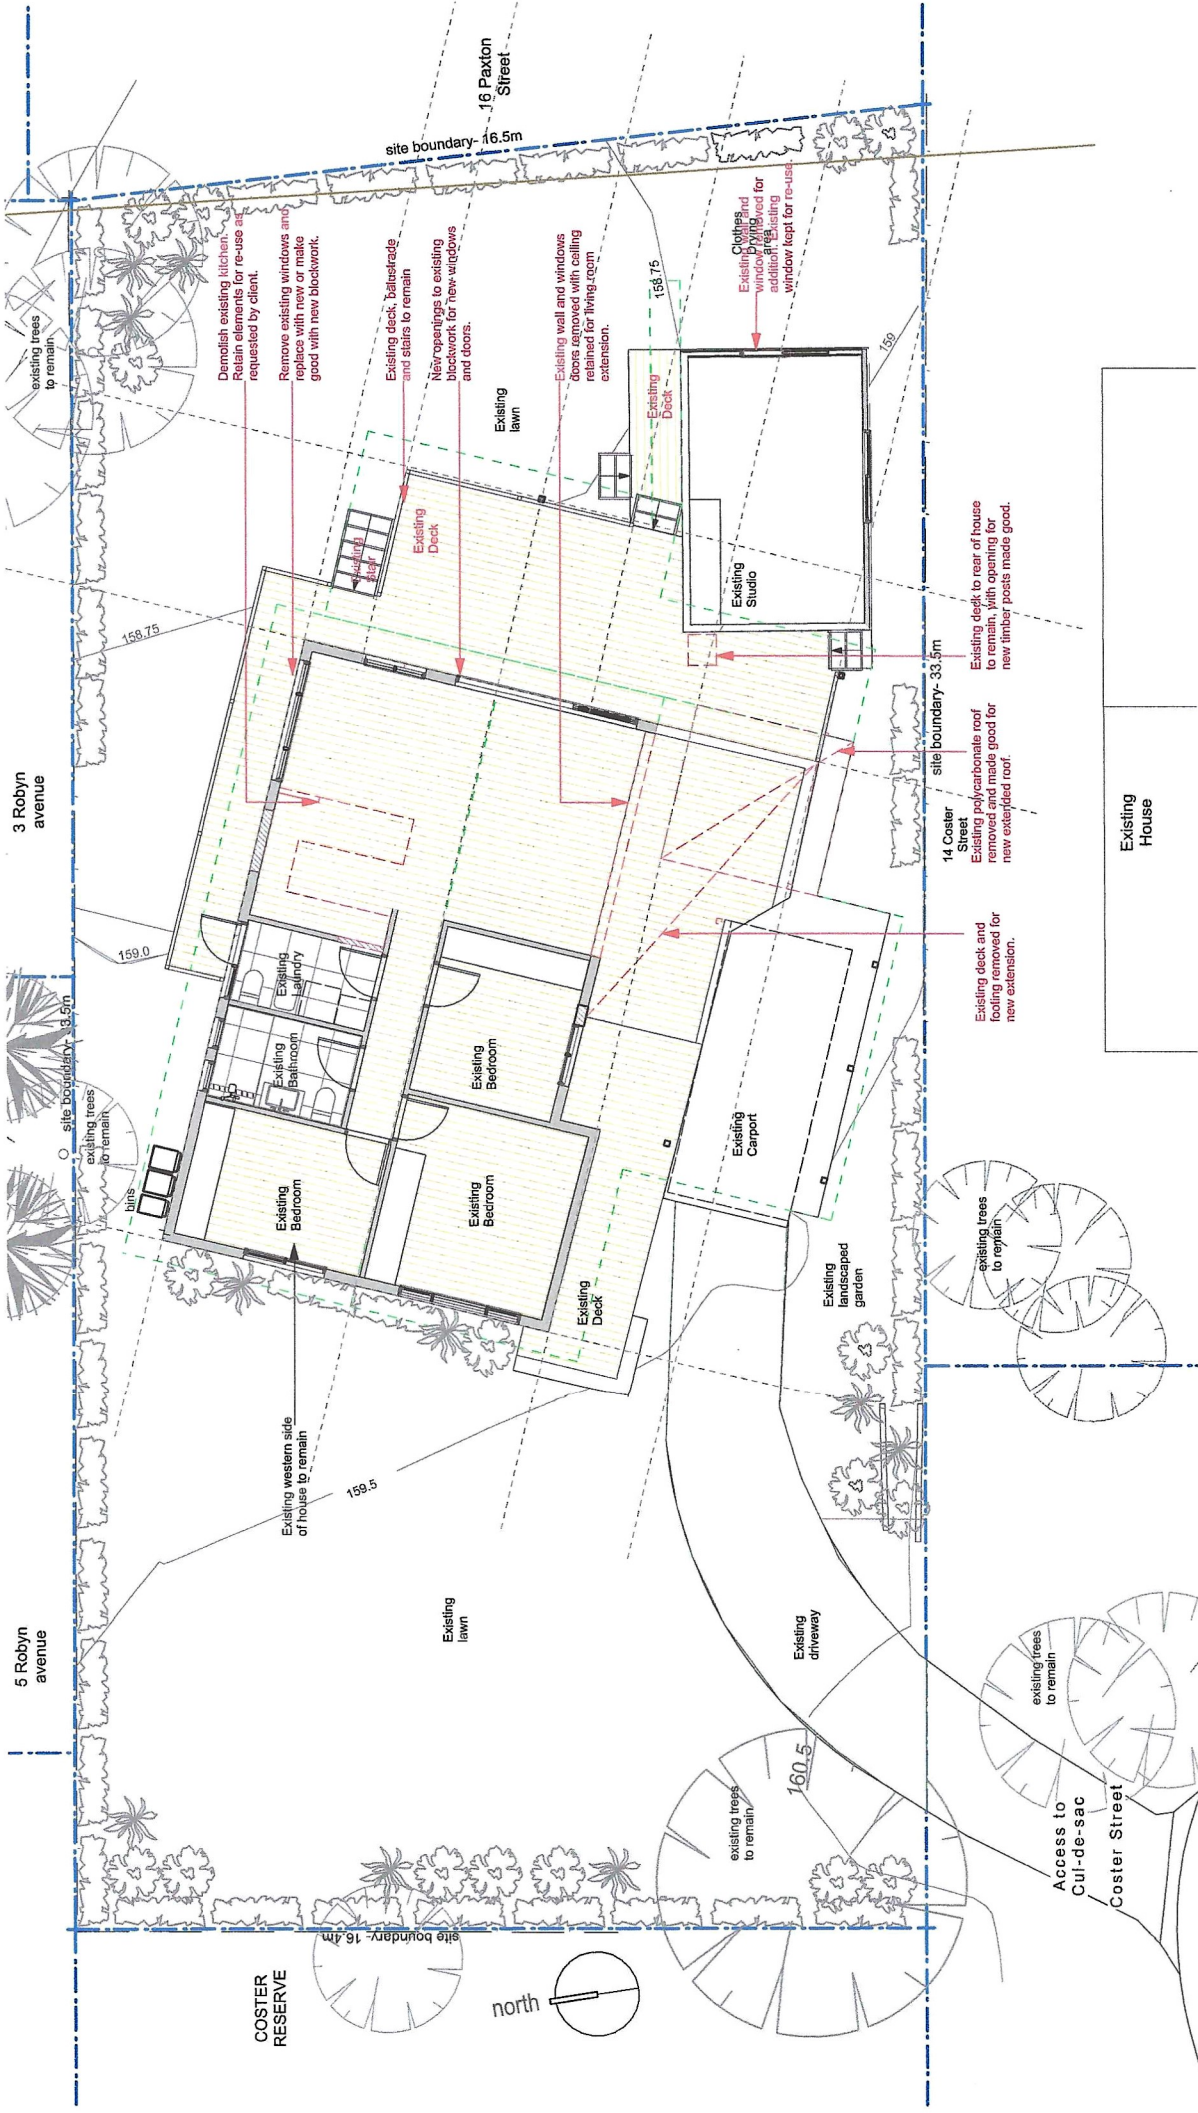 5 Robyn
avenue
3 Robyn
avenue
COSTER
RESERVE
north
site boundary- 16.4m
site boundary- 33.5m
existing trees
to remain
bins
existing trees
to remain
Demolish existing kitchen.
Retain elements for re-use as
requested by client.
Remove existing windows and
replace with new or make
good with new blockwork.
Existing deck, balustrade
and stairs to remain
New openings to existing
blockwork for new windows
and doors.
Existing wall and windows
doors removed with ceiling
retained for living room
extension.
Existing wall and
window removed for
addition. Existing
window kept for re-use.
Clothes
Drying
area
site boundary- 16.5m
16 Paxton
Street
159.0
158.75
158.75
159
159.5
160.5
Existing western side
of house to remain
Existing
lawn
Existing
lawn
Existing
Bedroom
Existing
Bathroom
Existing
Laundry
Existing
Bedroom
Existing
Bedroom
Existing
Stair
Existing
Deck
Existing
Deck
Existing
Deck
Existing
Studio
Existing
Carport
Existing
landscaped
garden
Existing
driveway
existing trees
to remain
existing trees
to remain
existing trees
to remain
Access to
Cul-de-sac
Coster Street
site boundary- 33.5m
14 Coster
Street
Existing deck and
footing removed for
new extension.
Existing polycarbonate roof
removed and made good for
new extended roof.
Existing deck to rear of house
to remain, with opening for
new timber posts made good.
Existing
House